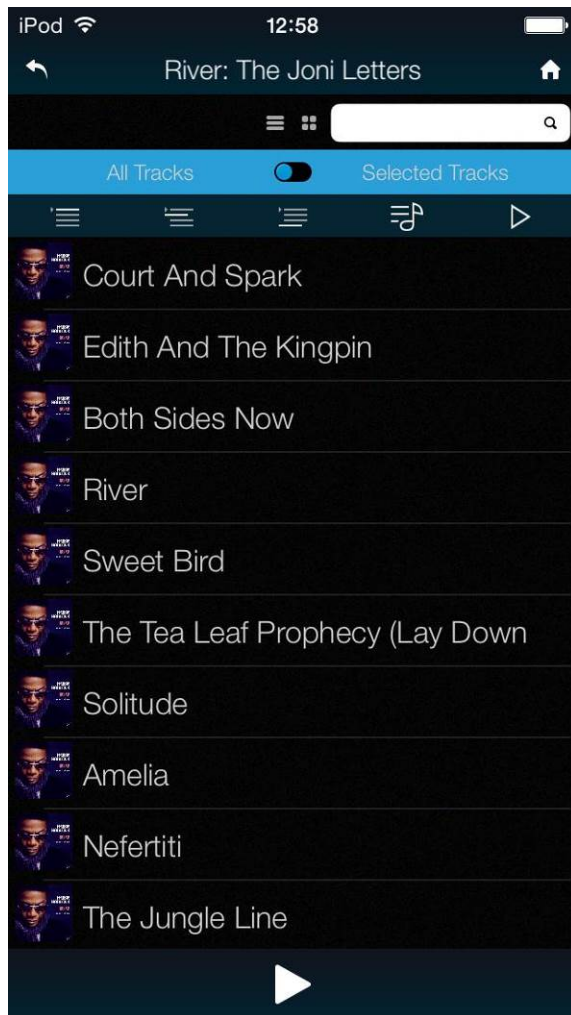 iPod 12:58
River: The Joni Letters
All Tracks Selected Tracks
Court And Spark
Edith And The Kingpin
Both Sides Now
River
Sweet Bird
The Tea Leaf Prophecy (Lay Down
Solitude
Amelia
Nefertiti
The Jungle Line